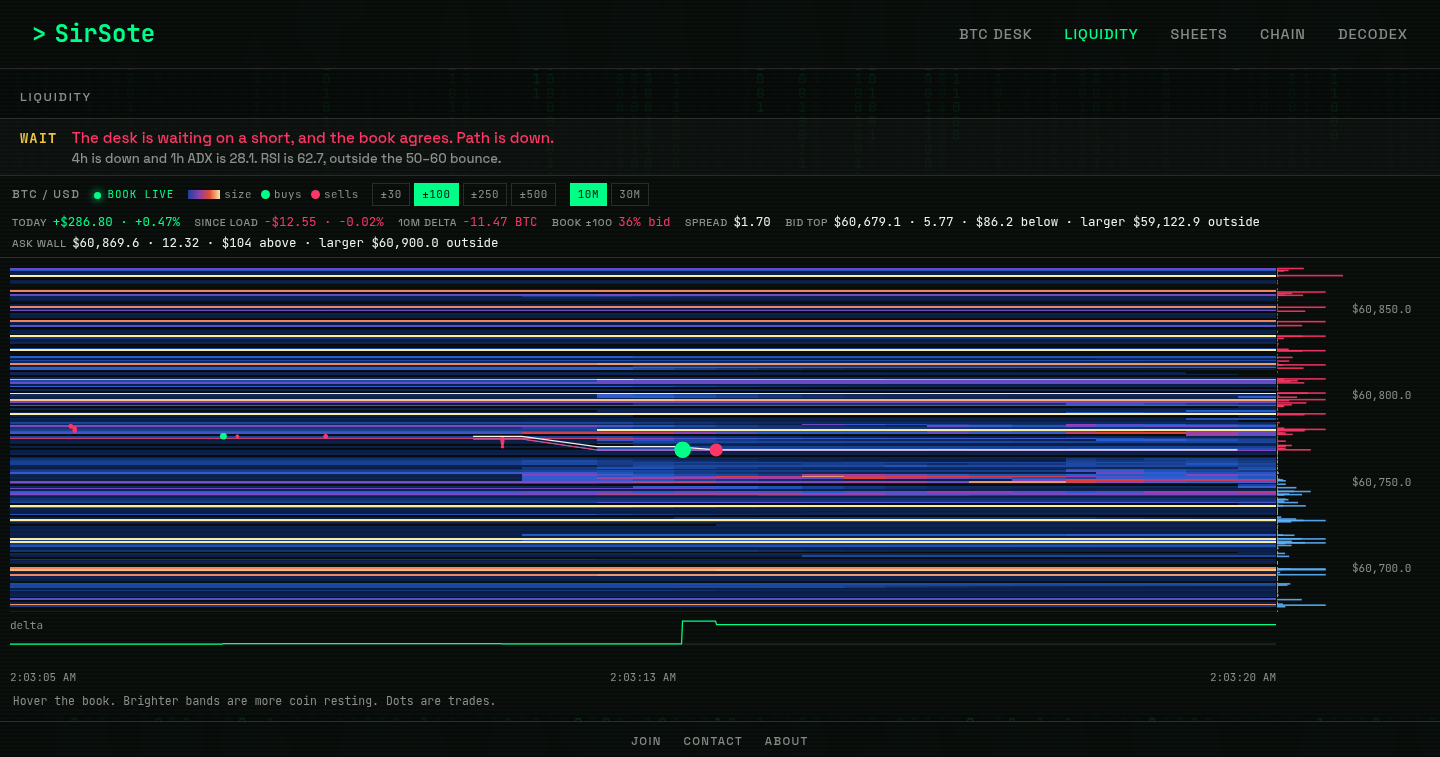 > SirSote
BTC DESK LIQUIDITY SHEETS CHAIN DECODEX
LIQUIDITY
WAIT The desk is waiting on a short, and the book agrees. Path is down.
4h is down and 1h ADX is 28.1. RSI is 62.7, outside the 50–60 bounce.
BTC / USD BOOK LIVE size buys sells ±30 ±100 ±250 ±500 10M 30M
TODAY +$286.80 · +0.47% SINCE LOAD -$12.55 · -0.02% 10M DELTA -11.47 BTC BOOK ±100 36% bid SPREAD $1.70 BID TOP $60,679.1 · 5.77 · $86.2 below · larger $59,122.9 outside
ASK WALL $60,869.6 · 12.32 · $104 above · larger $60,900.0 outside
$60,850.0
$60,800.0
$60,750.0
$60,700.0
delta
2:03:05 AM 2:03:13 AM 2:03:20 AM
Hover the book. Brighter bands are more coin resting. Dots are trades.
JOIN CONTACT ABOUT